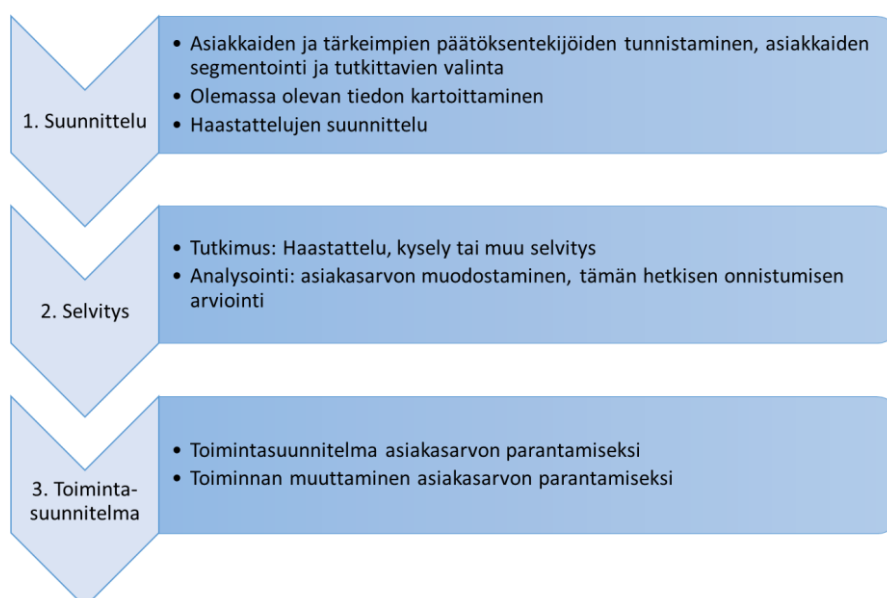 1. Suunnittelu
• Asiakkaiden ja tärkeimpien päätöksentekijöiden tunnistaminen, asiakkaiden
segmentointi ja tutkittavien valinta
• Olemassa olevan tiedon kartoittaminen
• Haastattelujen suunnittelu
2. Selvitys
• Tutkimus: Haastattelu, kysely tai muu selvitys
• Analysointi: asiakasarvon muodostaminen, tämän hetkisen onnistumisen
arviointi
3. Toiminta-
suunnitelma
• Toimintasuunnitelma asiakasarvon parantamiseksi
• Toiminnan muuttaminen asiakasarvon parantamiseksi